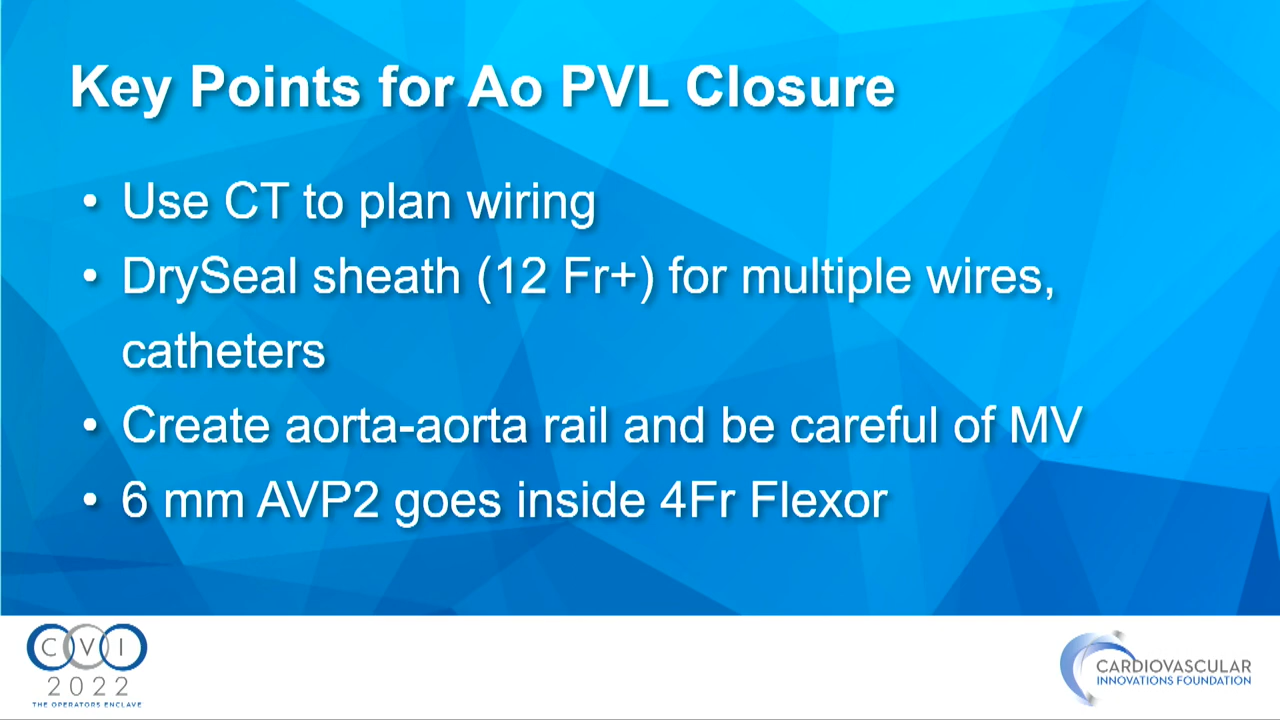 Key Points for Ao PVL Closure
• Use CT to plan wiring
• DrySeal sheath (12 Fr+) for multiple wires,
catheters
• Create aorta-aorta rail and be careful of MV
• 6 mm AVP2 goes inside 4Fr Flexor
CVI
2022
THE OPERATORS ENCLAVE
CARDIOVASCULAR
INNOVATIONS FOUNDATION